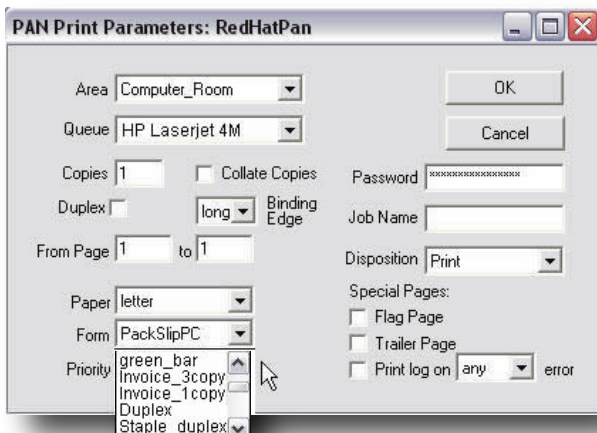 PAN Print Parameters: RedHatPan
Area Computer_Room
OK
Queue HP Laserjet 4M
Cancel
Copies 1
Collate Copies
Password xxxxxxxxxxxxxxxx
Duplex
long
Binding
Edge
Job Name
From Page 1 to 1
Disposition Print
Paper letter
Special Pages:
Flag Page
Form PackSlipPC
Trailer Page
Priority
Print log on any error
green_bar
Invoice_3copy
Invoice_1copy
Duplex
Staple_duplex